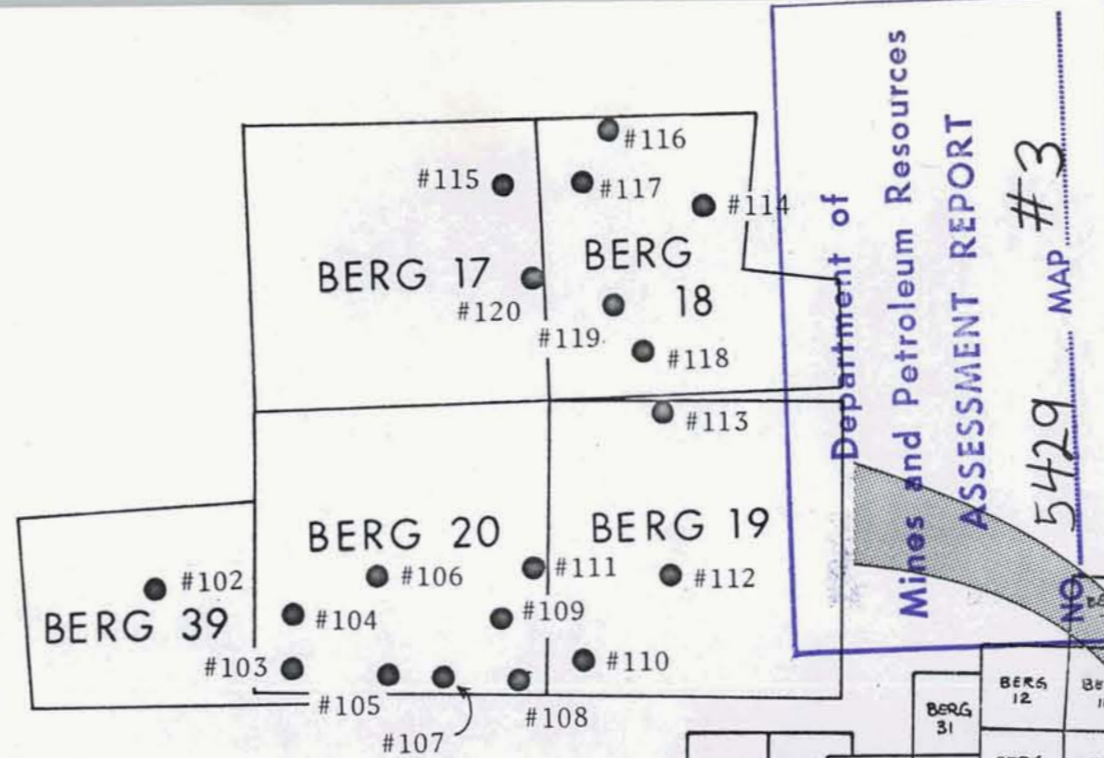 #116
#115
#117
#114
BERG
BERG 17
18
#120
#119
#118
#113
BERG 20
BERG 19
#111
#106
#112
#102
#104
#109
BERG 39
#103
#110
#105
#108
#107
Department of
Mines and Petroleum Resources
ASSESSMENT REPORT
NO. 5429 MAP #3
BERG
12
BERG
31